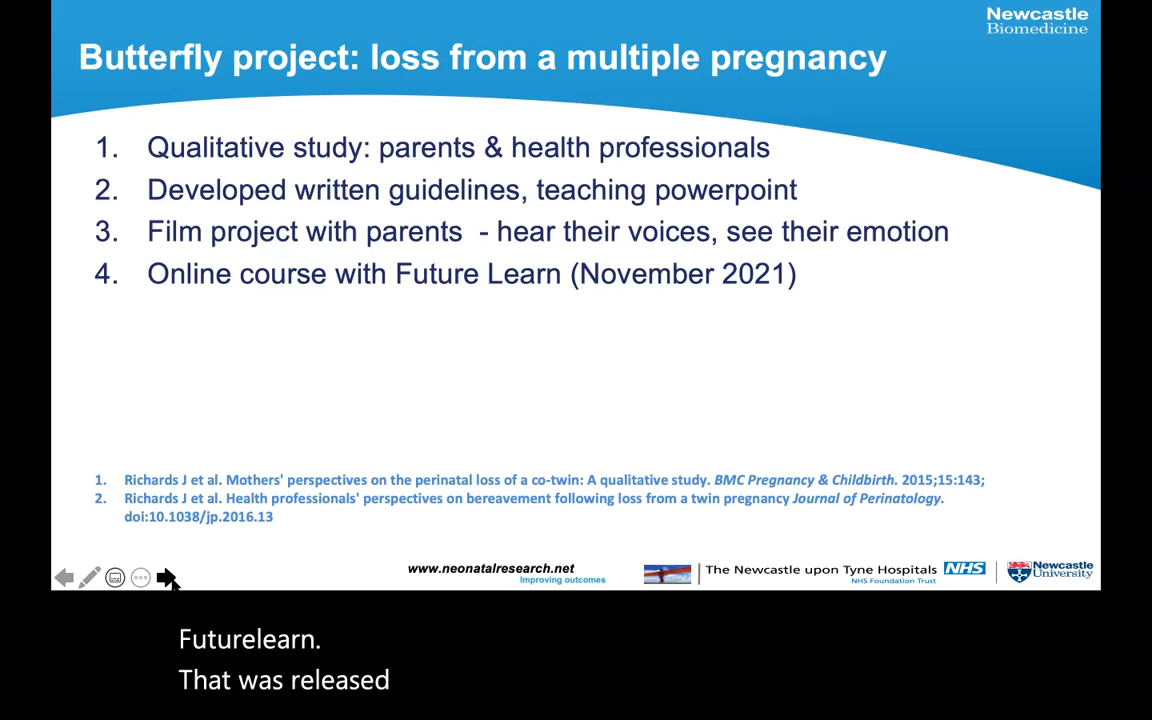 Newcastle
Biomedicine
Butterfly project: loss from a multiple pregnancy
1. Qualitative study: parents & health professionals
2. Developed written guidelines, teaching powerpoint
3. Film project with parents - hear their voices, see their emotion
4. Online course with Future Learn (November 2021)
1. Richards J et al. Mothers' perspectives on the perinatal loss of a co-twin: A qualitative study. BMC Pregnancy & Childbirth. 2015;15:143;
2. Richards J et al. Health professionals' perspectives on bereavement following loss from a twin pregnancy Journal of Perinatology.
doi:10.1038/jp.2016.13
www.neonatalresearch.net
Improving outcomes
The Newcastle upon Tyne Hospitals NHS
NHS Foundation Trust
Newcastle
University
Futurelearn.
That was released